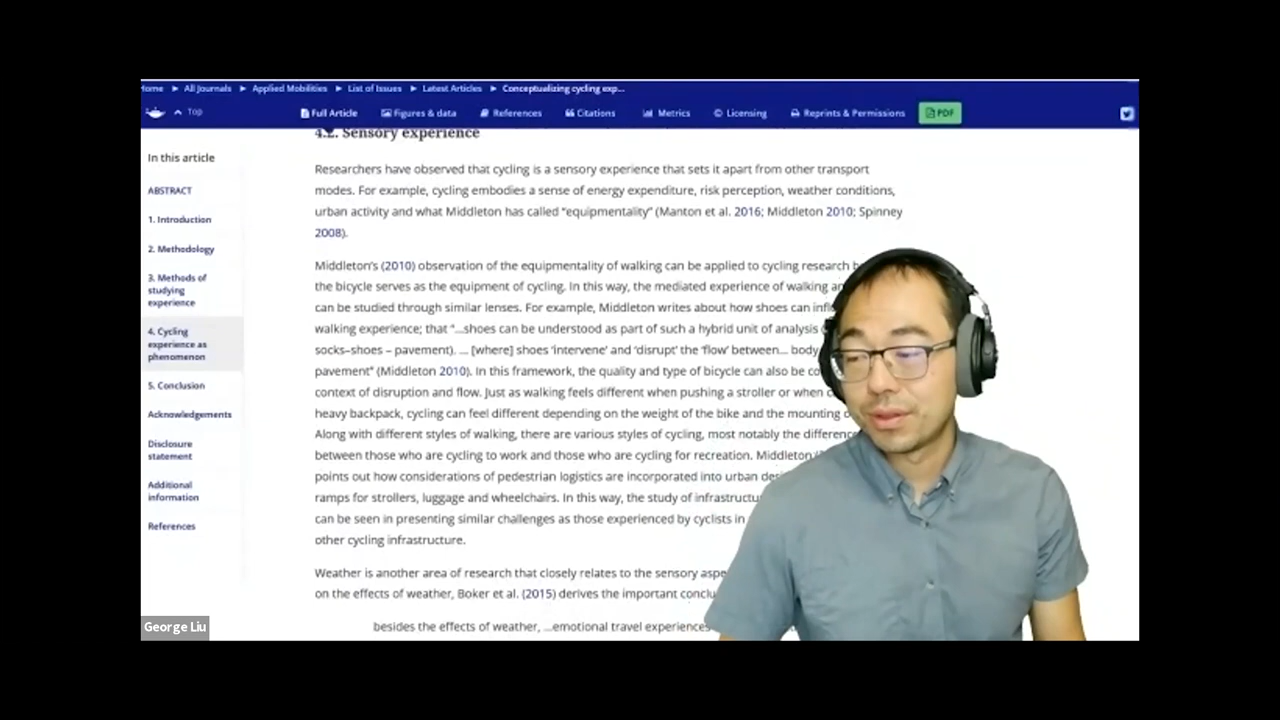 Home ▶ All Journals ▶ Applied Mobilities ▶ List of Issues ▶ Latest Articles ▶ Conceptualizing cycling exp...
Top
Full Article
Figures & data
References
Citations
Metrics
Licensing
Reprints & Permissions
PDF
4.2. Sensory experience
In this article
ABSTRACT
1. Introduction
2. Methodology
3. Methods of
studying
experience
4. Cycling
experience as
phenomenon
5. Conclusion
Acknowledgements
Disclosure
statement
Additional
information
References
Researchers have observed that cycling is a sensory experience that sets it apart from other transport
modes. For example, cycling embodies a sense of energy expenditure, risk perception, weather conditions,
urban activity and what Middleton has called “equipmentality” (Manton et al. 2016; Middleton 2010; Spinney
2008).
Middleton’s (2010) observation of the equipmentality of walking can be applied to cycling research
the bicycle serves as the equipment of cycling. In this way, the mediated experience of walking
can be studied through similar lenses. For example, Middleton writes about how shoes can
walking experience; that “...shoes can be understood as part of such a hybrid unit of analysis
socks–shoes – pavement). ... [where] shoes ‘intervene’ and ‘disrupt’ the ‘flow’ between... body
pavement” (Middleton 2010). In this framework, the quality and type of bicycle can also be
context of disruption and flow. Just as walking feels different when pushing a stroller or when
heavy backpack, cycling can feel different depending on the weight of the bike and the mounting
Along with different styles of walking, there are various styles of cycling, most notably the difference
between those who are cycling to work and those who are cycling for recreation. Middleton
points out how considerations of pedestrian logistics are incorporated into urban
ramps for strollers, luggage and wheelchairs. In this way, the study of
can be seen in presenting similar challenges as those experienced by cyclists in
other cycling infrastructure.
Weather is another area of research that closely relates to the sensory
on the effects of weather, Boker et al. (2015) derives the important
besides the effects of weather, ...emotional travel experiences
George Liu